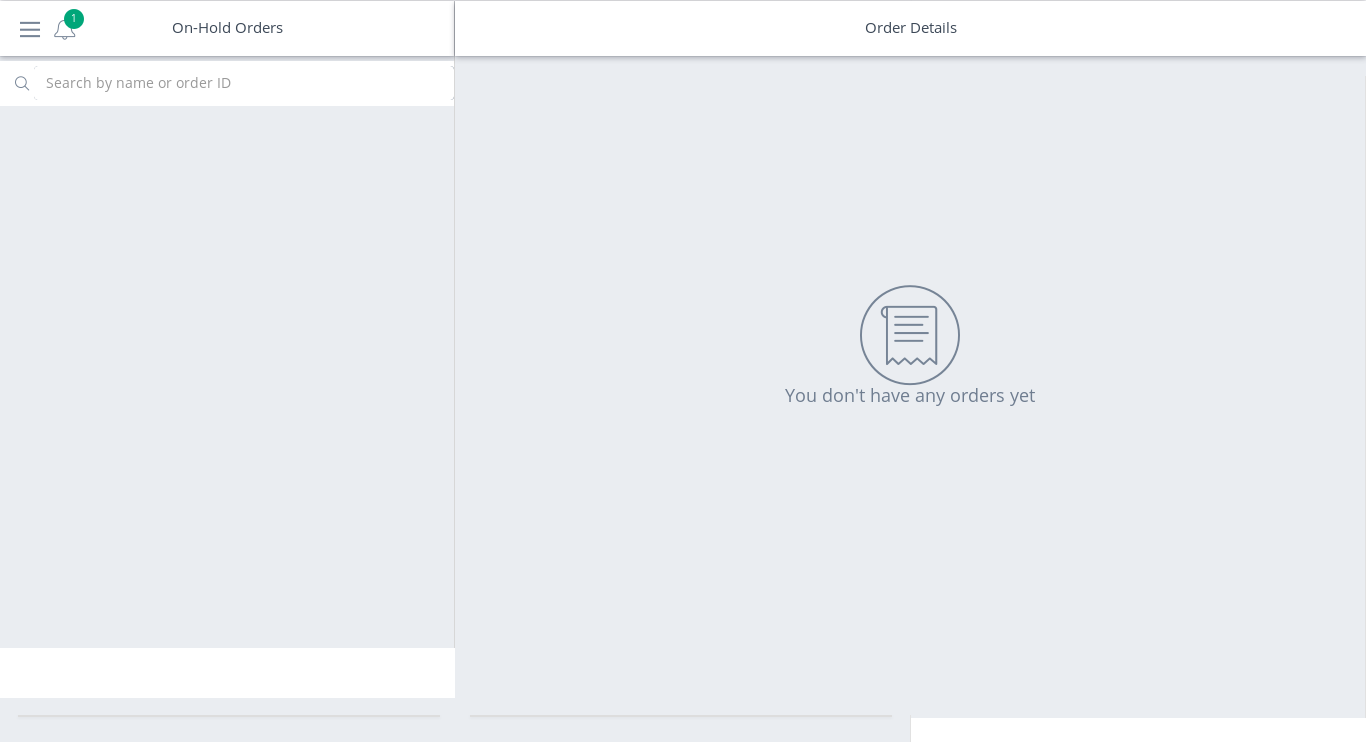 1
On-Hold Orders
Order Details
Search by name or order ID
You don't have any orders yet